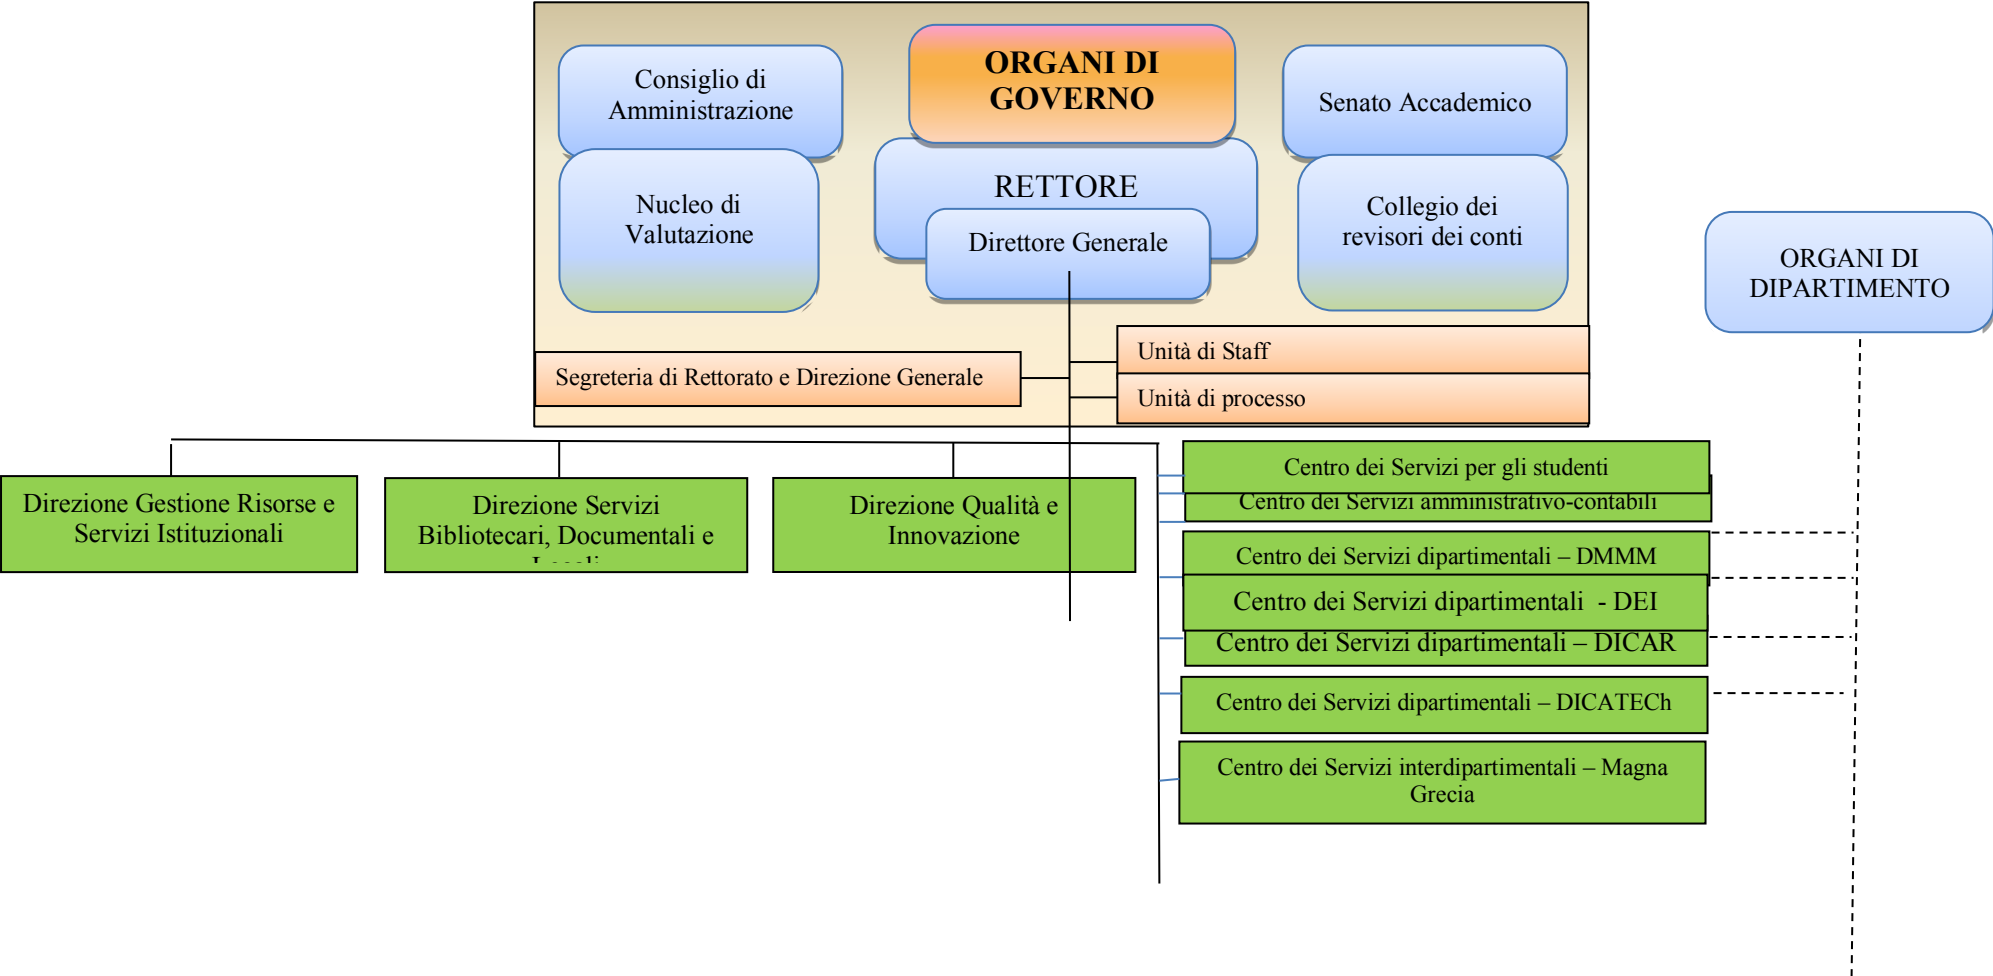 ORGANI DI
GOVERNO
Consiglio di
Amministrazione
Senato Accademico
RETTORE
Nucleo di
Valutazione
Collegio dei
revisori dei conti
Direttore Generale
ORGANI DI
DIPARTIMENTO
Unità di Staff
Segreteria di Rettorato e Direzione Generale
Unità di processo
Centro dei Servizi per gli studenti
Centro dei Servizi amministrativo-contabili
Direzione Gestione Risorse e
Servizi Istituzionali
Direzione Servizi
Bibliotecari, Documentali e
Direzione Qualità e
Innovazione
Centro dei Servizi dipartimentali – DMMM
Centro dei Servizi dipartimentali - DEI
Centro dei Servizi dipartimentali – DICAR
Centro dei Servizi dipartimentali – DICATECh
Centro dei Servizi interdipartimentali – Magna
Grecia